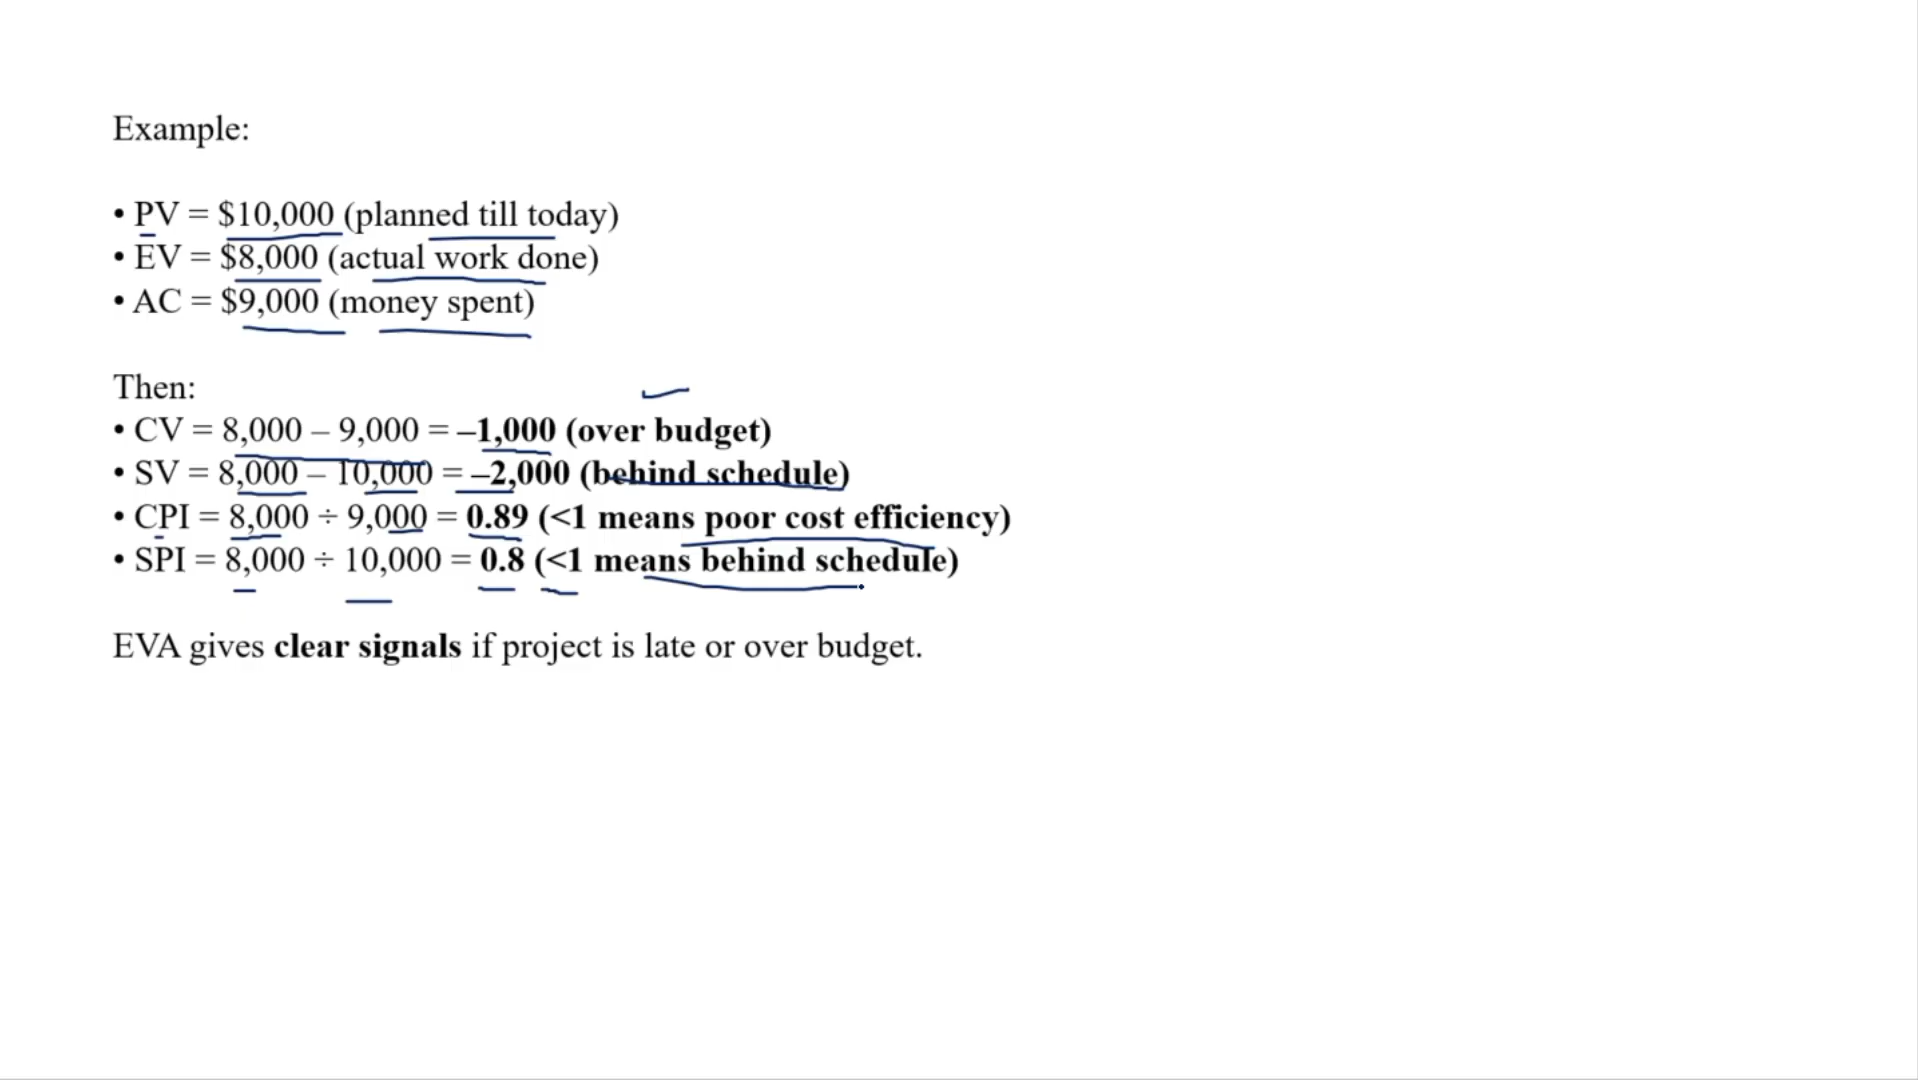 Example:
• PV = $10,000 (planned till today)
• EV = $8,000 (actual work done)
• AC = $9,000 (money spent)
Then:
• CV = 8,000 – 9,000 = –1,000 (over budget)
• SV = 8,000 – 10,000 = –2,000 (behind schedule)
• CPI = 8,000 ÷ 9,000 = 0.89 (<1 means poor cost efficiency)
• SPI = 8,000 ÷ 10,000 = 0.8 (<1 means behind schedule)
EVA gives clear signals if project is late or over budget.